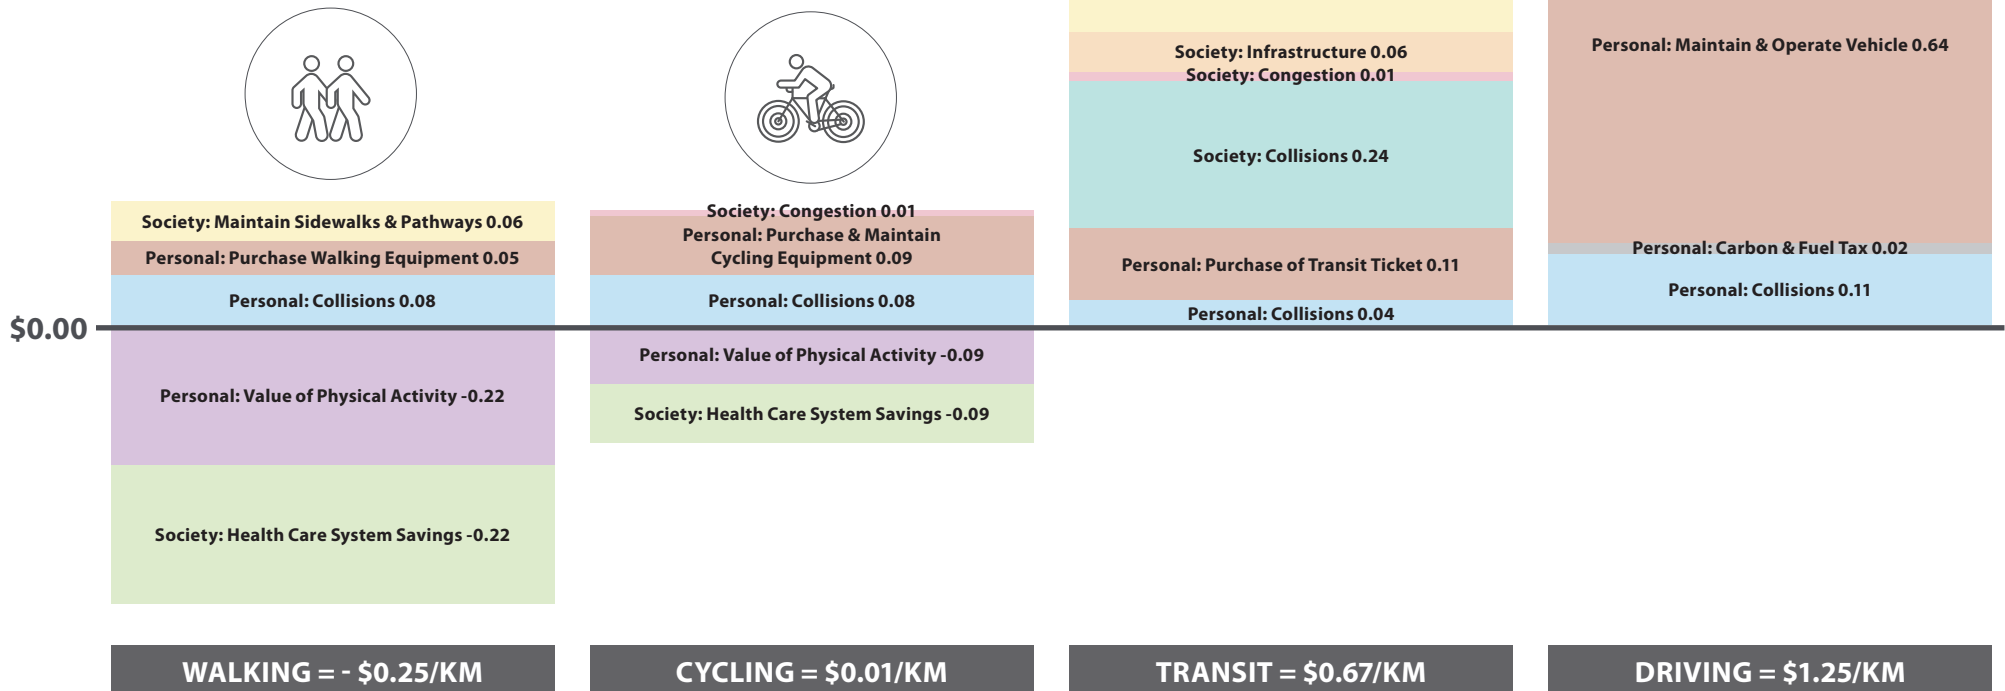 Society: Maintain Sidewalks & Pathways 0.06
Personal: Purchase Walking Equipment 0.05
Personal: Collisions 0.08
$0.00
Personal: Value of Physical Activity -0.22
Society: Health Care System Savings -0.22
WALKING = - $0.25/KM
Society: Congestion 0.01
Personal: Purchase & Maintain
Cycling Equipment 0.09
Personal: Collisions 0.08
Personal: Value of Physical Activity -0.09
Society: Health Care System Savings -0.09
CYCLING = $0.01/KM
Society: Infrastructure 0.06
Society: Congestion 0.01
Society: Collisions 0.24
Personal: Purchase of Transit Ticket 0.11
Personal: Collisions 0.04
TRANSIT = $0.67/KM
Personal: Maintain & Operate Vehicle 0.64
Personal: Carbon & Fuel Tax 0.02
Personal: Collisions 0.11
DRIVING = $1.25/KM